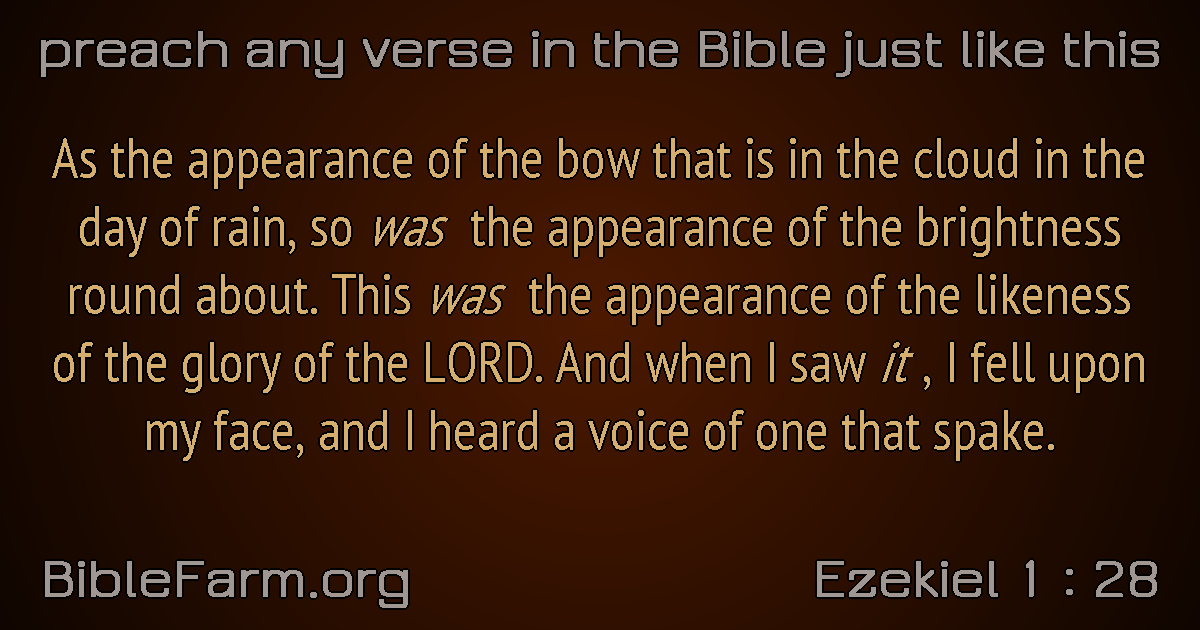 preach any verse in the Bible just like this
As the appearance of the bow that is in the cloud in the
day of rain, so was the appearance of the brightness
round about. This was the appearance of the likeness
of the glory of the LORD. And when I saw it , I fell upon
my face, and I heard a voice of one that spake.
BibleFarm.org
Ezekiel 1 : 28